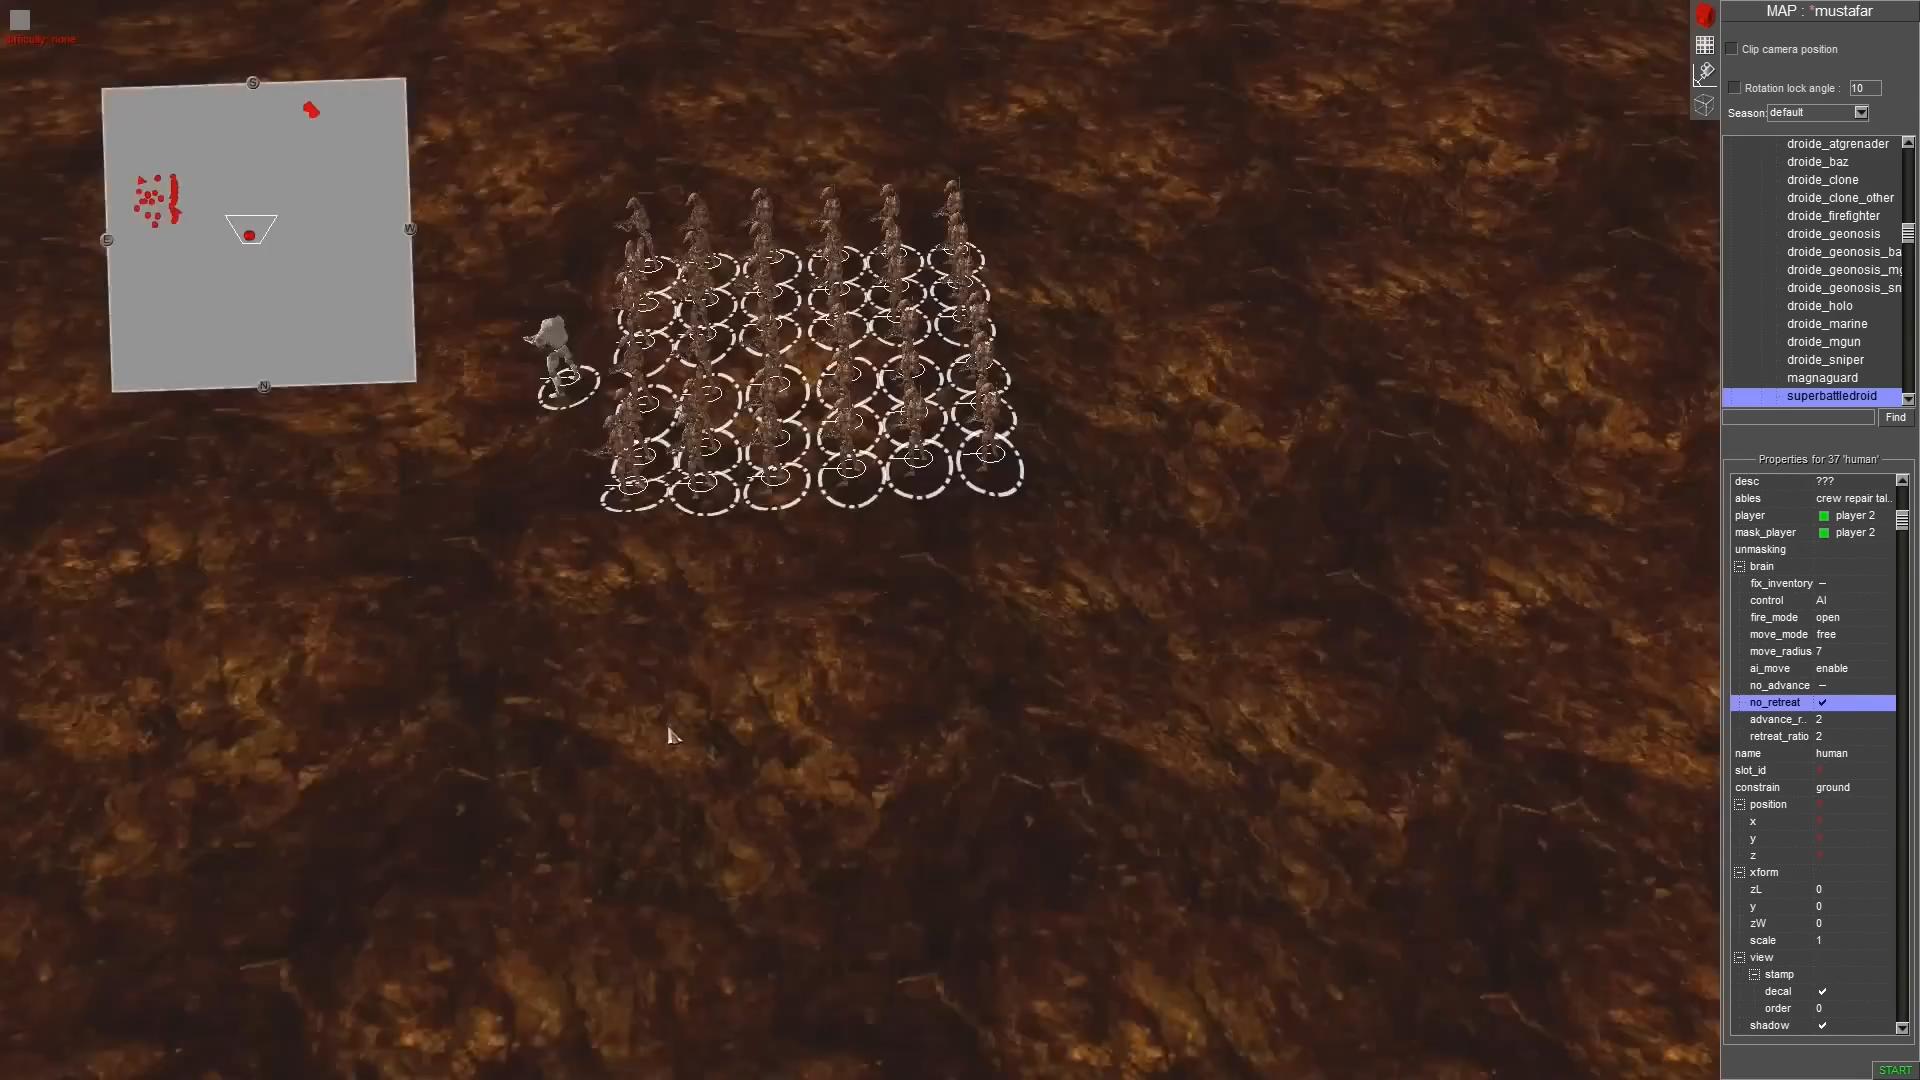 difficulty: none
S
W
E
N
MAP : *mustafar
Clip camera position
Rotation lock angle : 10
Season: default
droide_atgrenader
droide_baz
droide_clone
droide_clone_other
droide_firefighter
droide_geonosis
droide_geonosis_ba
droide_geonosis_mg
droide_geonosis_sn
droide_holo
droide_marine
droide_mgun
droide_sniper
magnaguard
superbattledroid
Find
Properties for 37 'human'
desc ???
ables crew repair tal..
player player 2
mask_player player 2
unmasking
brain
fix_inventory –
control AI
fire_mode open
move_mode free
move_radius 7
ai_move enable
no_advance –
no_retreat
advance_r.. 2
retreat_ratio 2
name human
slot_id
constrain ground
position
x
y
z
xform
zL 0
y 0
zW 0
scale 1
view
stamp
decal
order 0
shadow
START